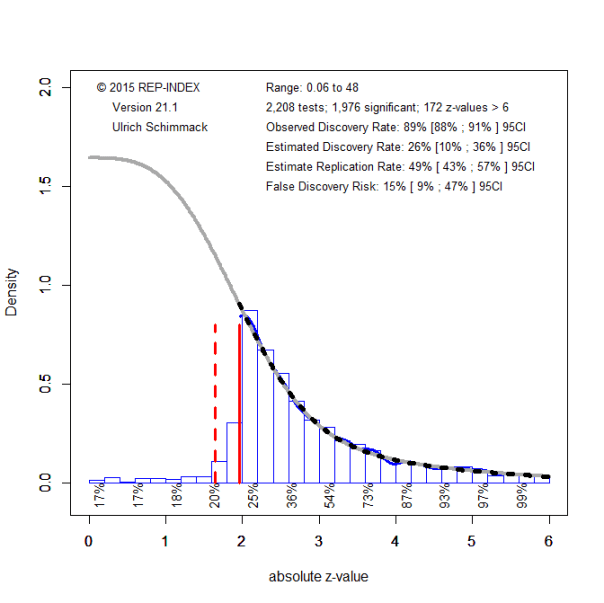 © 2015 REP-INDEX
Version 21.1
Ulrich Schimmack
Range: 0.06 to 48
2,208 tests; 1,976 significant; 172 z-values > 6
Observed Discovery Rate: 89% [88% ; 91% ] 95CI
Estimated Discovery Rate: 26% [10% ; 36% ] 95CI
Estimate Replication Rate: 49% [ 43% ; 57% ] 95CI
False Discovery Risk: 15% [ 9% ; 47% ] 95CI
Density
2.0
1.5
1.0
0.5
0.0
17% 17% 18% 20% 25% 36% 54% 73% 87% 93% 97% 99%
0 1 2 3 4 5 6
absolute z-value